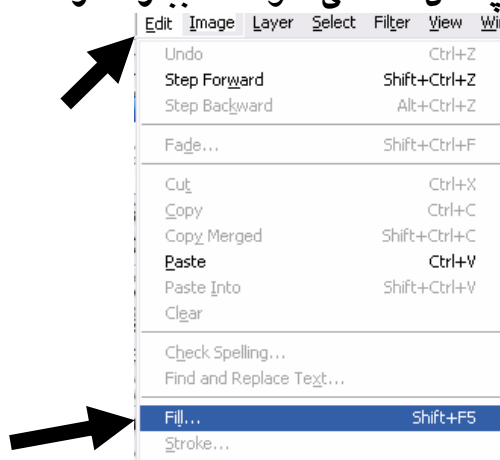 Edit Image Layer Select Filter View
Undo Ctrl+Z
Step Forward Shift+Ctrl+Z
Step Backward Alt+Ctrl+Z
Fade... Shift+Ctrl+F
Cut Ctrl+X
Copy Ctrl+C
Copy Merged Shift+Ctrl+C
Paste Ctrl+V
Paste Into Shift+Ctrl+V
Clear
Check Spelling...
Find and Replace Text...
Fill... Shift+F5
Stroke...